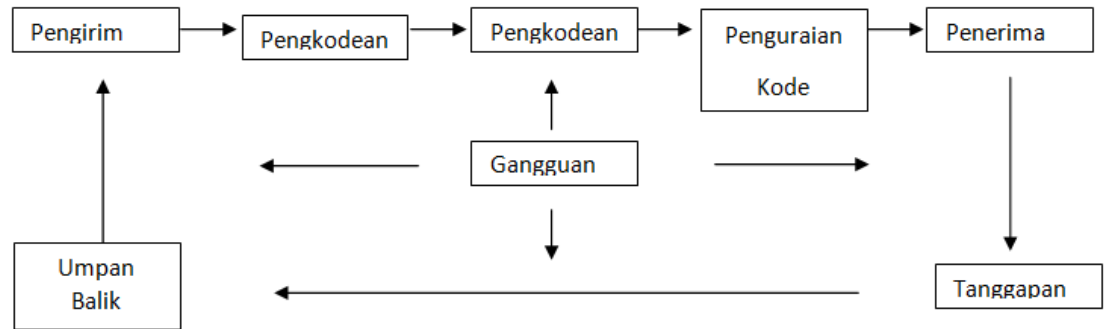 Pengirim
Pengkodean
Pengkodean
Penguraian
Kode
Penerima
Gangguan
Umpan
Balik
Tanggapan